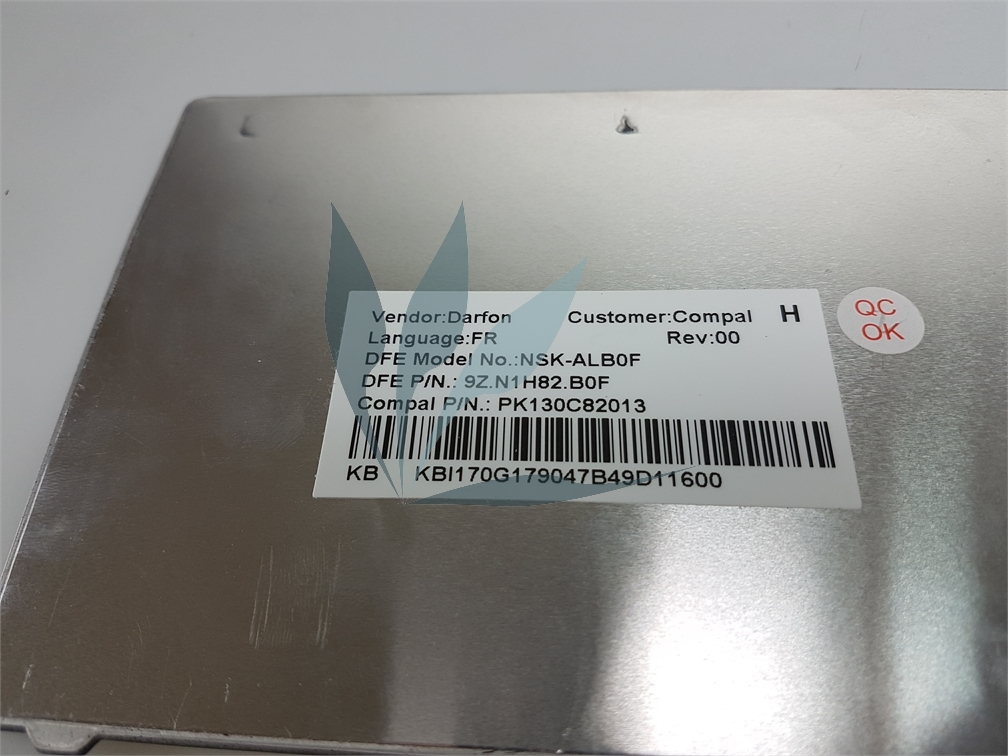 Vendor:Darfon Customer:Compal H
Language:FR Rev:00
DFE Model No.:NSK-ALB0F
DFE P/N.: 9Z.N1H82.B0F
Compal P/N.: PK130C82013
KB KBI170G179047B49D11600
QC
OK